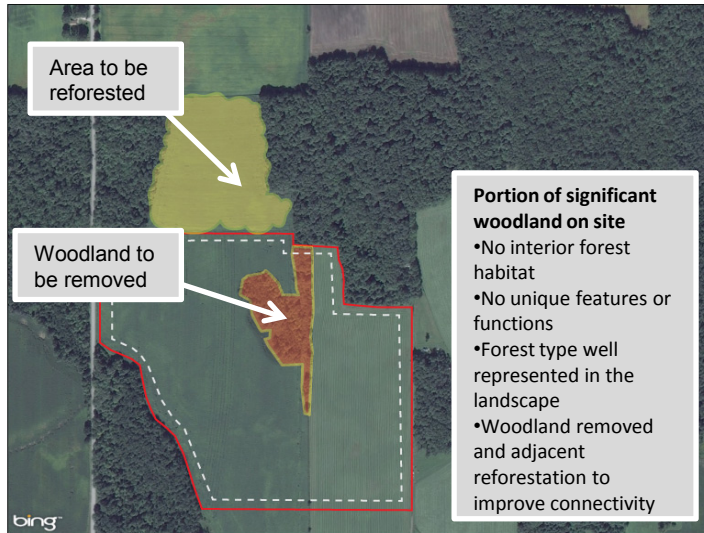 Area to be
reforested
Woodland to
be removed
Portion of significant
woodland on site
•No interior forest
habitat
•No unique features or
functions
•Forest type well
represented in the
landscape
•Woodland removed
and adjacent
reforestation to
improve connectivity
bing™